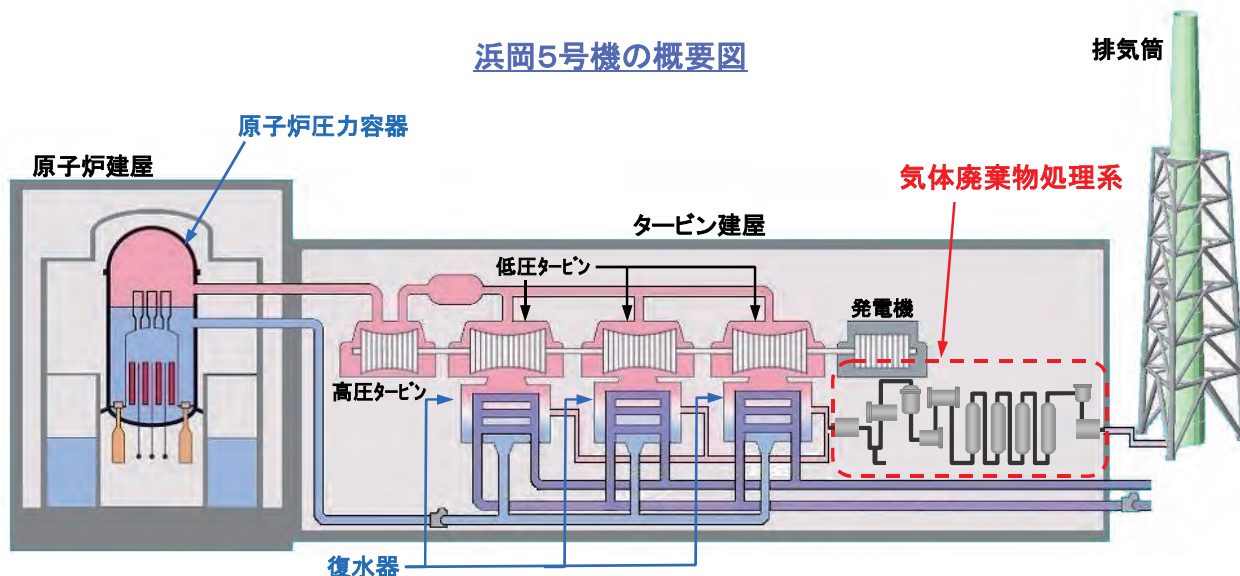 浜岡5号機の概要図
排気筒
原子炉圧力容器
原子炉建屋
気体廃棄物処理系
タービン建屋
低圧タービン
発電機
高圧タービン
復水器